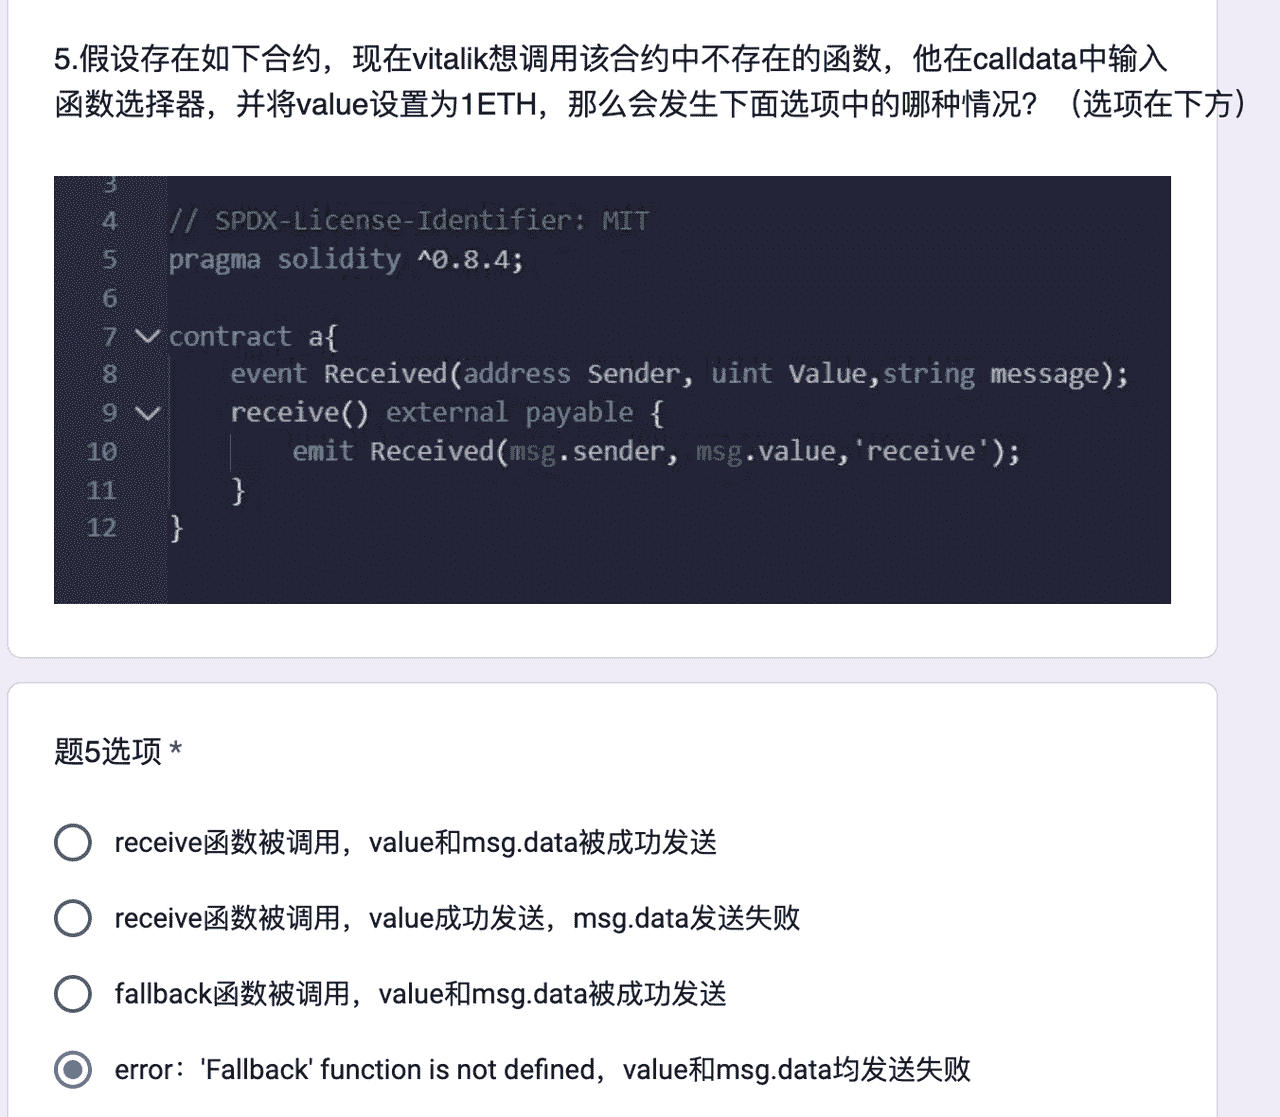 5.假设存在如下合约，现在vitalik想调用该合约中不存在的函数，他在calldata中输入
函数选择器，并将value设置为1ETH，那么会发生下面选项中的哪种情况？（选项在下方）
3
4 // SPDX-License-Identifier: MIT
5 pragma solidity ^0.8.4;
6
7 contract a{
8 event Received(address Sender, uint Value,string message);
9 receive() external payable {
10 emit Received(msg.sender, msg.value,'receive');
11 }
12 }
题5选项 *
receive函数被调用，value和msg.data被成功发送
receive函数被调用，value成功发送，msg.data发送失败
fallback函数被调用，value和msg.data被成功发送
error：'Fallback' function is not defined，value和msg.data均发送失败